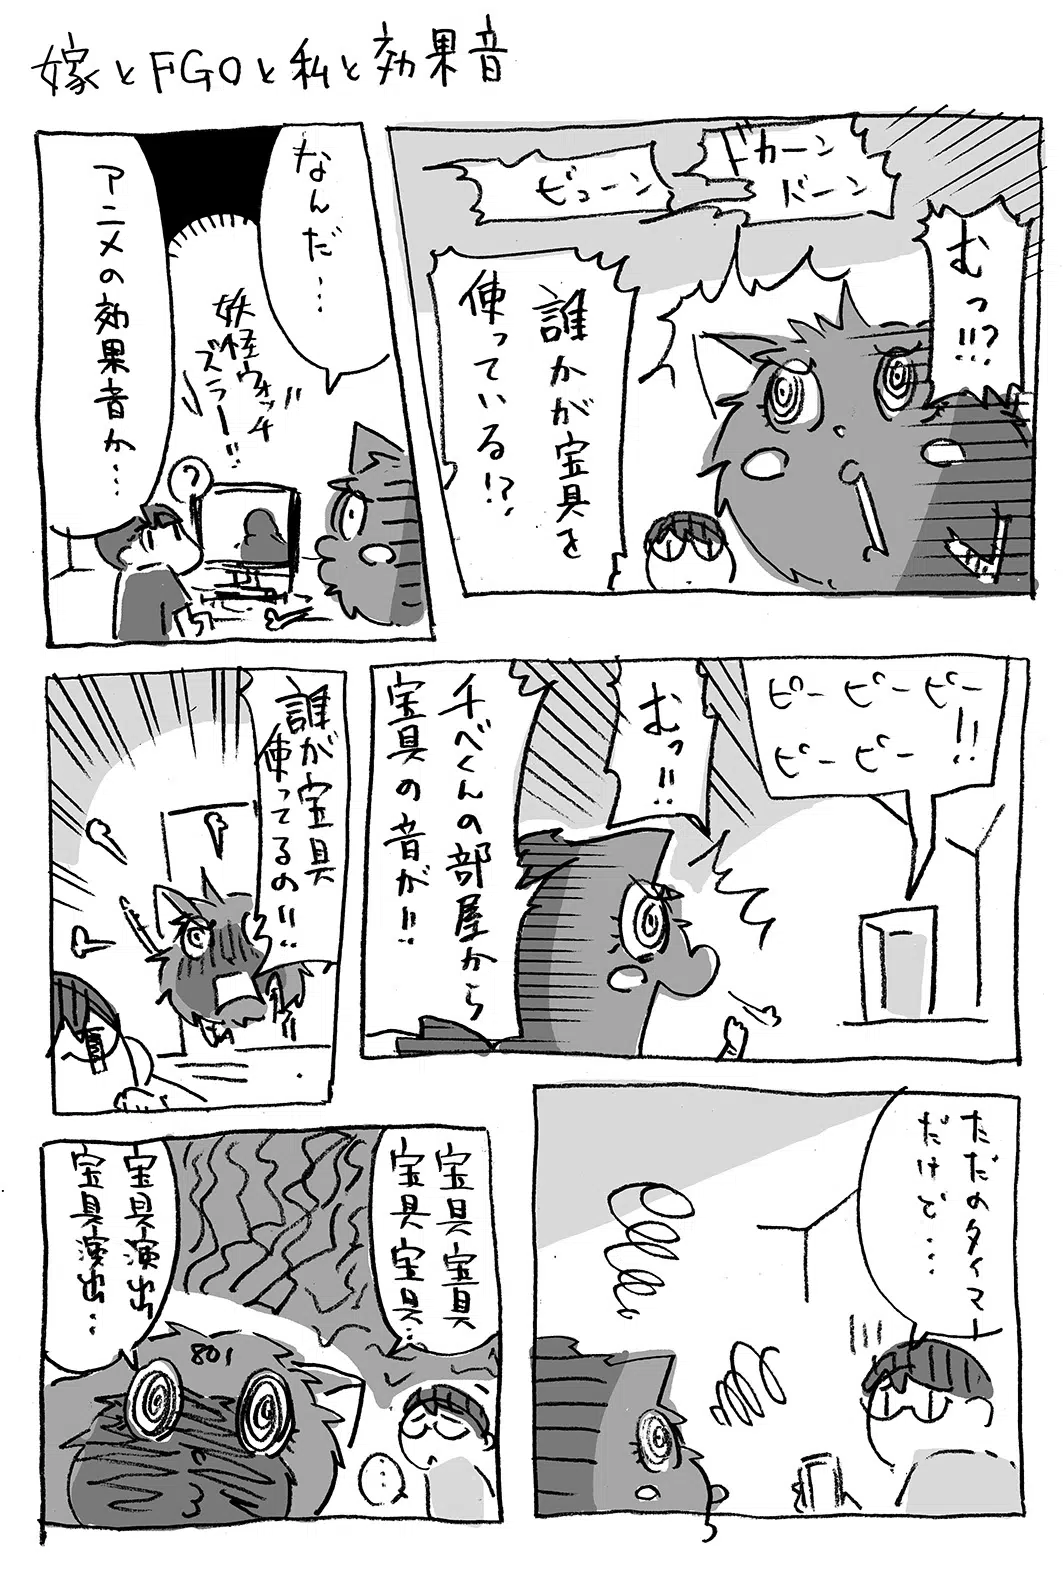 嫁とFGOと私と効果音
ドカーン
ドーン
ビューン
むっ!!?
誰かが宝具を
使っている!?
なんだ…
妖怪ウォッチ
ズラー!!
アニメの効果音か…
?
ピーピーピー!!
ピーピー
むっ!!
チベくんの部屋から
宝具の音が!!
誰が宝具
使ってるの!!
ただのタイマー
だけど…
宝具宝具
宝具宝具…
宝具演出
宝具演出…
801
…